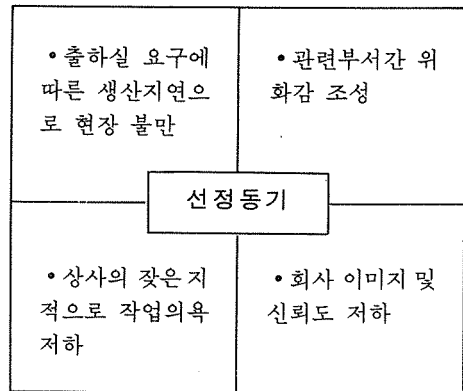 • 출하실 요구에
따른 생산지연으
로 현장 불만
• 관련부서간 위
화감 조성
선정동기
• 상사의 잦은 지
적으로 작업의욕
저하
• 회사 이미지 및
신뢰도 저하